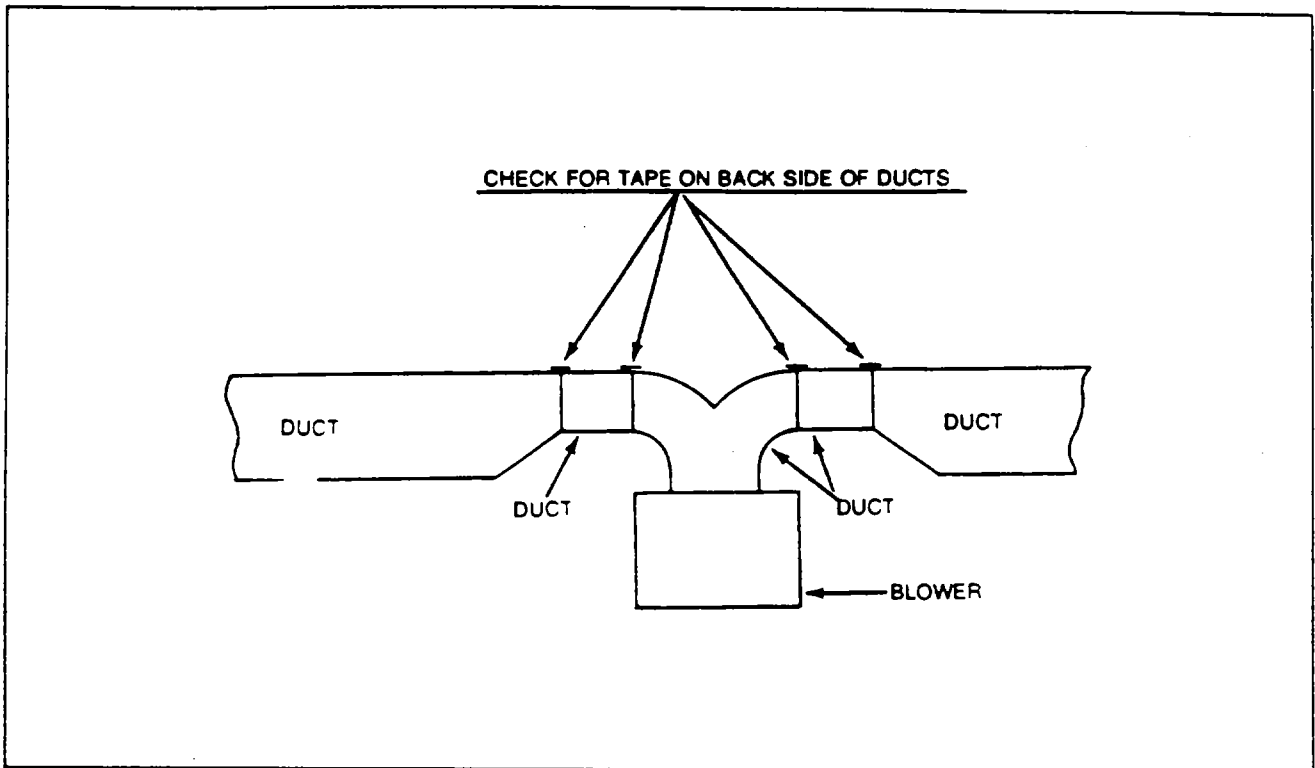 CHECK FOR TAPE ON BACK SIDE OF DUCTS
DUCT
DUCT
DUCT
DUCT
BLOWER